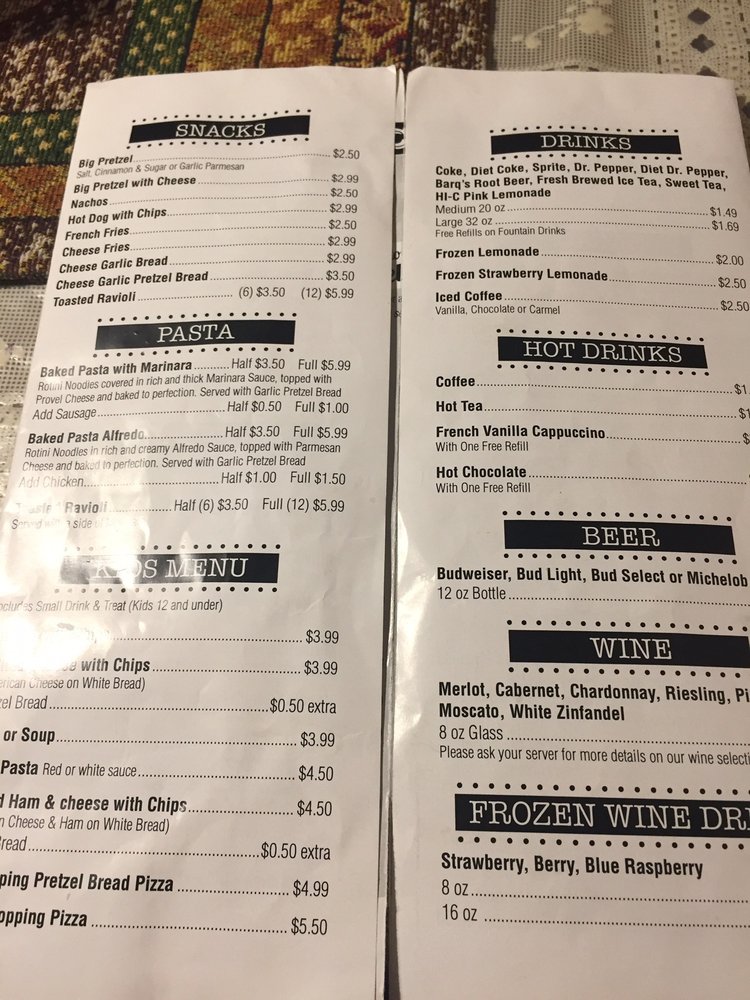 SNACKS
Big Pretzel $2.50
Salt, Cinnamon & Sugar or Garlic Parmesan
Big Pretzel with Cheese $2.99
Nachos $2.50
Hot Dog with Chips $2.99
French Fries $2.50
Cheese Fries $2.99
Cheese Garlic Bread $2.99
Cheese Garlic Pretzel Bread $3.50
Toasted Ravioli (6) $3.50 (12) $5.99
PASTA
Baked Pasta with Marinara Half $3.50 Full $5.99
Rotini Noodles covered in rich and thick Marinara Sauce, topped with
Provel Cheese and baked to perfection. Served with Garlic Pretzel Bread
Add Sausage Half $0.50 Full $1.00
Baked Pasta Alfredo Half $3.50 Full $5.99
Rotini Noodles in rich and creamy Alfredo Sauce, topped with Parmesan
Cheese and baked to perfection. Served with Garlic Pretzel Bread
Add Chicken Half $1.00 Full $1.50
Ravioli Half (6) $3.50 Full (12) $5.99
Served with a side of
KIDS MENU
Includes Small Drink & Treat (Kids 12 and under)
$3.99
with Chips $3.99
American Cheese on White Bread)
Bread $0.50 extra
or Soup $3.99
Pasta Red or white sauce $4.50
Ham & cheese with Chips $4.50
Cheese & Ham on White Bread)
Bread $0.50 extra
Pretzel Bread Pizza $4.99
Pizza $5.50
DRINKS
Coke, Diet Coke, Sprite, Dr. Pepper, Diet Dr. Pepper,
Barq's Root Beer, Fresh Brewed Ice Tea, Sweet Tea,
HI-C Pink Lemonade
Medium 20 oz $1.49
Large 32 oz $1.69
Free Refills on Fountain Drinks
Frozen Lemonade $2.00
Frozen Strawberry Lemonade $2.50
Iced Coffee $2.50
Vanilla, Chocolate or Carmel
HOT DRINKS
Coffee $1.
Hot Tea $1
French Vanilla Cappuccino $
With One Free Refill
Hot Chocolate
With One Free Refill
BEER
Budweiser, Bud Light, Bud Select or Michelob
12 oz Bottle
WINE
Merlot, Cabernet, Chardonnay, Riesling, Pi
Moscato, White Zinfandel
8 oz Glass
Please ask your server for more details on our wine selecti
FROZEN WINE DRI
Strawberry, Berry, Blue Raspberry
8 oz
16 oz